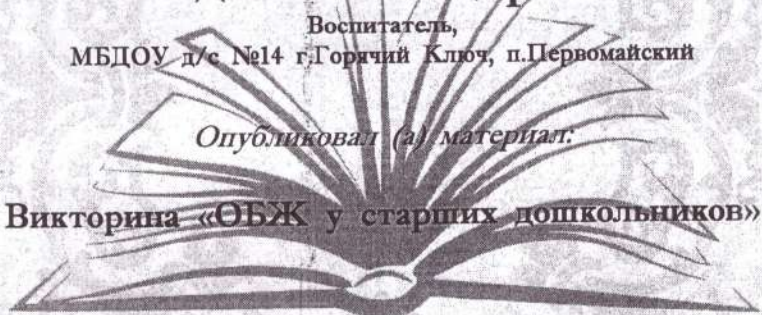 Воспитатель,
МБДОУ д/с №14 г.Горячий Ключ, п.Первомайский
Опубликовал (а) материал:
Викторина «ОБЖ у старших дошкольников»